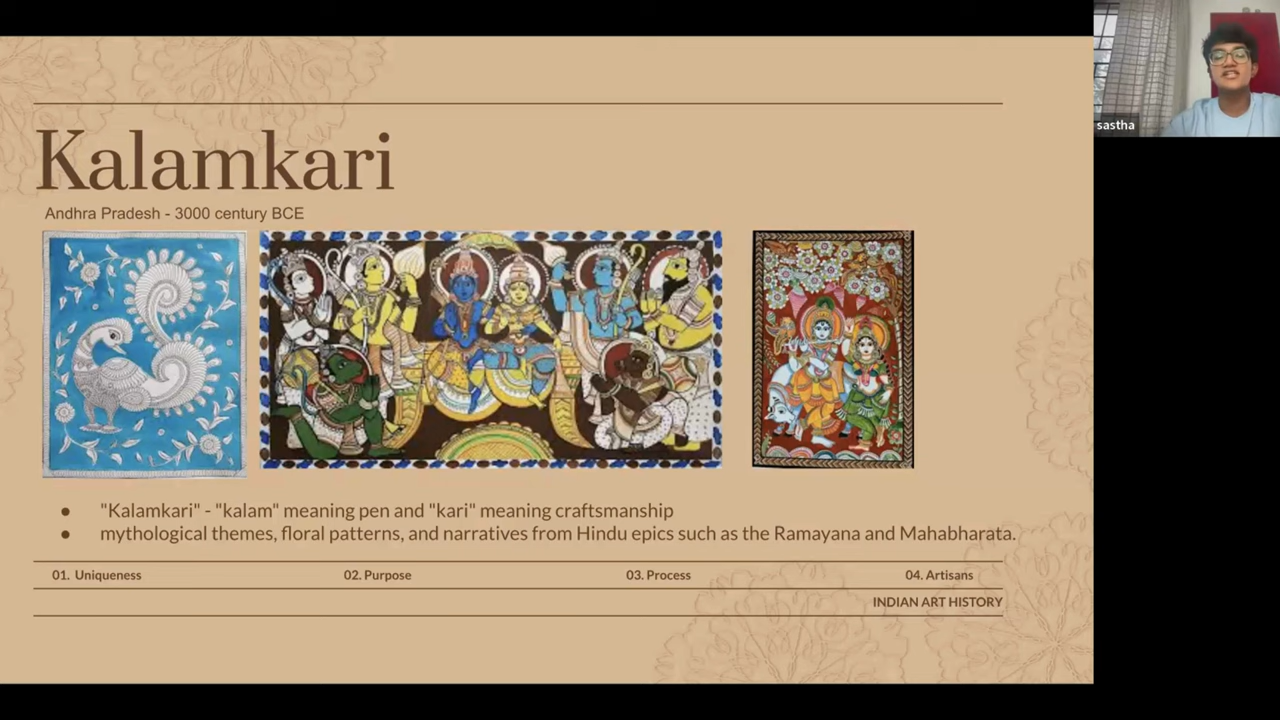 Kalamkari
Andhra Pradesh - 3000 century BCE
● "Kalamkari" - "kalam" meaning pen and "kari" meaning craftsmanship
● mythological themes, floral patterns, and narratives from Hindu epics such as the Ramayana and Mahabharata.
01. Uniqueness 02. Purpose 03. Process 04. Artisans
INDIAN ART HISTORY
sastha